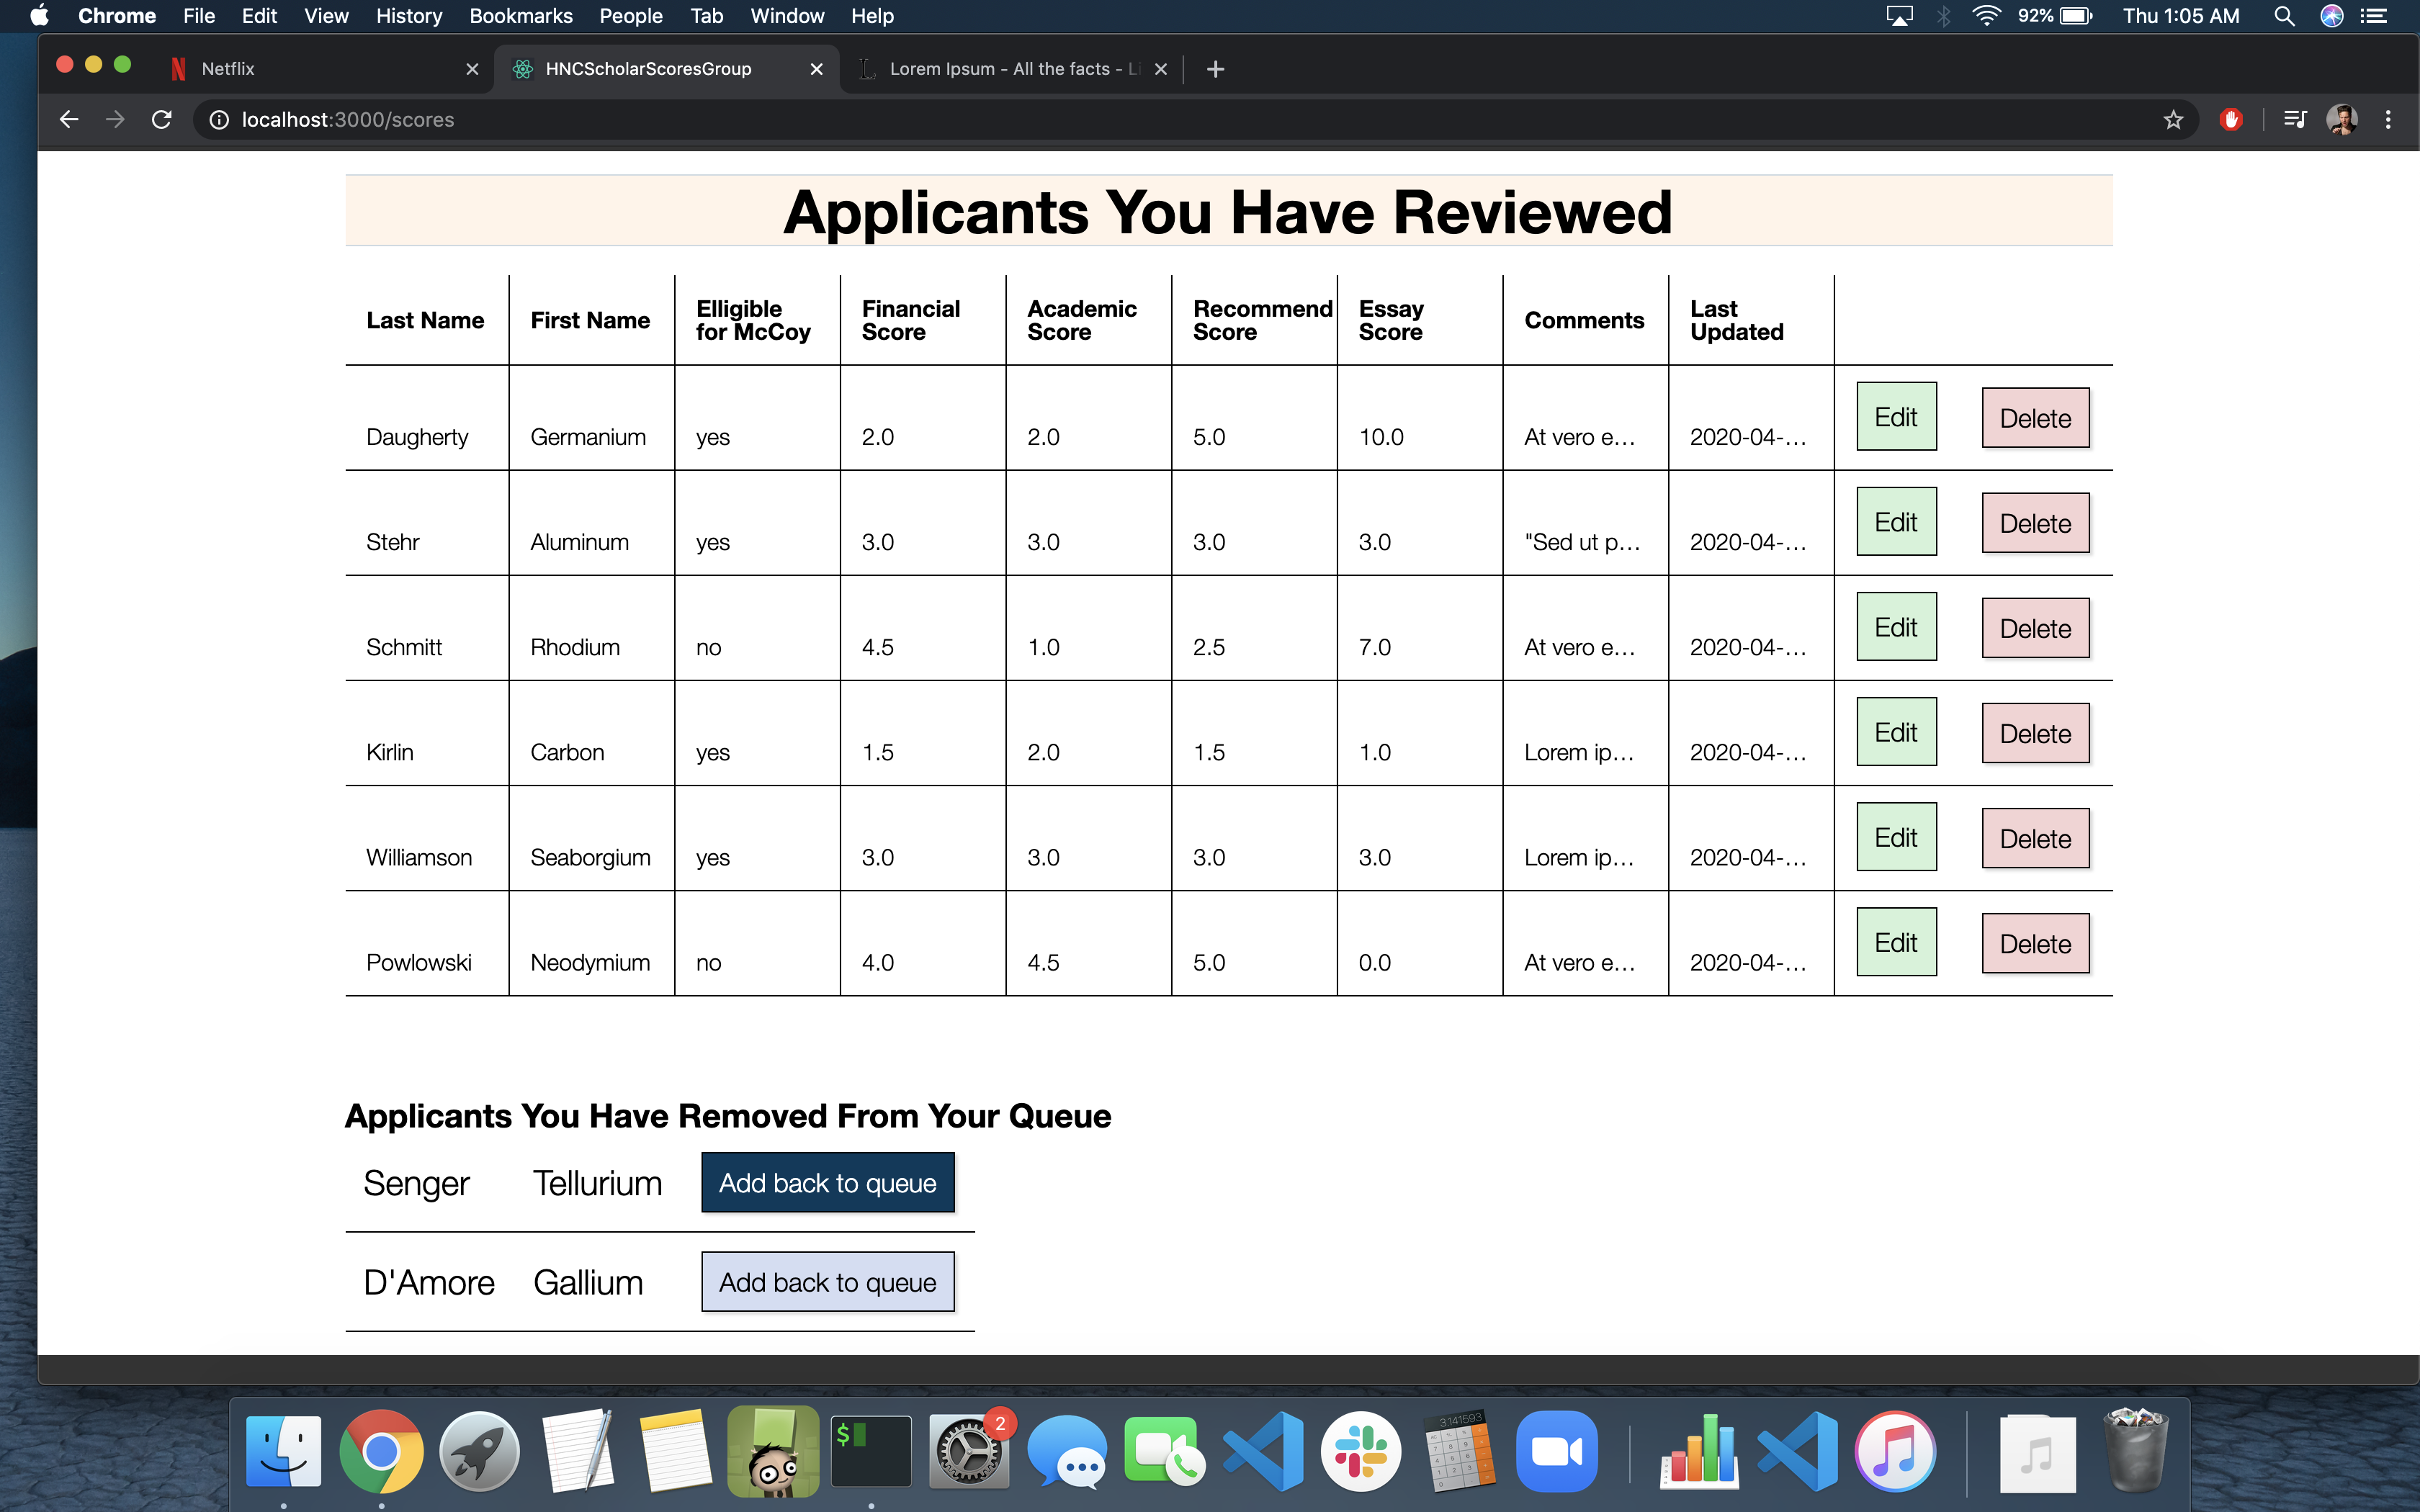 Chrome File Edit View History Bookmarks People Tab Window Help 92% Thu 1:05 AM
Netflix HNCScholarScoresGroup Lorem Ipsum - All the facts - Li
localhost:3000/scores
Applicants You Have Reviewed
Last Name First Name Elligible for McCoy Financial Score Academic Score Recommend Score Essay Score Comments Last Updated
Daugherty Germanium yes 2.0 2.0 5.0 10.0 At vero e… 2020-04-… Edit Delete
Stehr Aluminum yes 3.0 3.0 3.0 3.0 "Sed ut p… 2020-04-… Edit Delete
Schmitt Rhodium no 4.5 1.0 2.5 7.0 At vero e… 2020-04-… Edit Delete
Kirlin Carbon yes 1.5 2.0 1.5 1.0 Lorem ip… 2020-04-… Edit Delete
Williamson Seaborgium yes 3.0 3.0 3.0 3.0 Lorem ip… 2020-04-… Edit Delete
Powlowski Neodymium no 4.0 4.5 5.0 0.0 At vero e… 2020-04-… Edit Delete
Applicants You Have Removed From Your Queue
Senger Tellurium Add back to queue
D'Amore Gallium Add back to queue
$ 2 3.141593